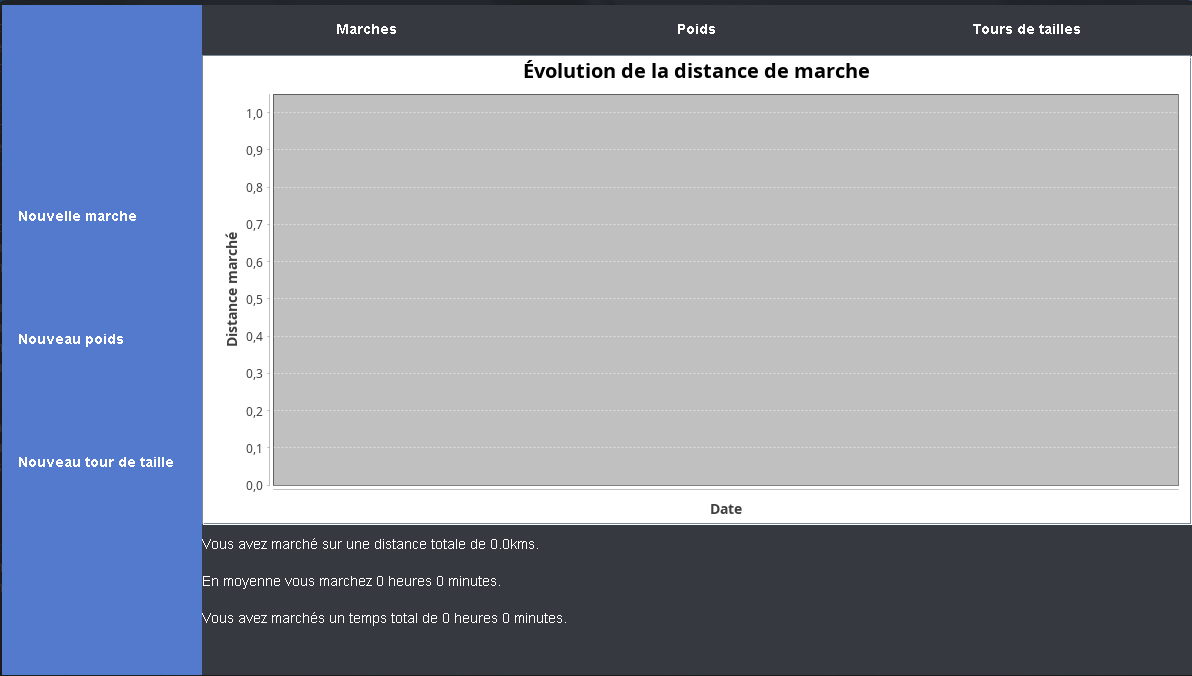 Marches
Poids
Tours de tailles
Nouvelle marche
Nouveau poids
Nouveau tour de taille
Évolution de la distance de marche
Distance marché
1,0
0,9
0,8
0,7
0,6
0,5
0,4
0,3
0,2
0,1
0,0
Date
Vous avez marché sur une distance totale de 0.0kms.
En moyenne vous marchez 0 heures 0 minutes.
Vous avez marchés un temps total de 0 heures 0 minutes.